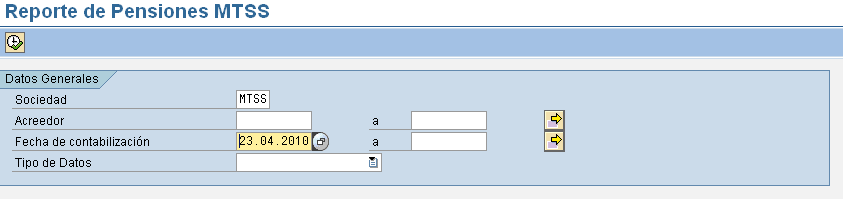 Reporte de Pensiones MTSS
Datos Generales
Sociedad MTSS
Acreedor a
Fecha de contabilización 23.04.2010 a
Tipo de Datos